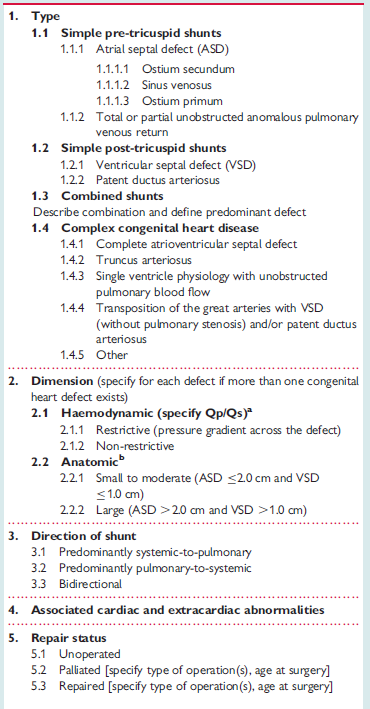 1. Type
1.1 Simple pre-tricuspid shunts
1.1.1 Atrial septal defect (ASD)
1.1.1.1 Ostium secundum
1.1.1.2 Sinus venosus
1.1.1.3 Ostium primum
1.1.2 Total or partial unobstructed anomalous pulmonary
venous return
1.2 Simple post-tricuspid shunts
1.2.1 Ventricular septal defect (VSD)
1.2.2 Patent ductus arteriosus
1.3 Combined shunts
Describe combination and define predominant defect
1.4 Complex congenital heart disease
1.4.1 Complete atrioventricular septal defect
1.4.2 Truncus arteriosus
1.4.3 Single ventricle physiology with unobstructed
pulmonary blood flow
1.4.4 Transposition of the great arteries with VSD
(without pulmonary stenosis) and/or patent ductus
arteriosus
1.4.5 Other
2. Dimension (specify for each defect if more than one congenital
heart defect exists)
2.1 Haemodynamic (specify Qp/Qs)ᵃ
2.1.1 Restrictive (pressure gradient across the defect)
2.1.2 Non-restrictive
2.2 Anatomicᵇ
2.2.1 Small to moderate (ASD ≤2.0 cm and VSD
≤1.0 cm)
2.2.2 Large (ASD >2.0 cm and VSD >1.0 cm)
3. Direction of shunt
3.1 Predominantly systemic-to-pulmonary
3.2 Predominantly pulmonary-to-systemic
3.3 Bidirectional
4. Associated cardiac and extracardiac abnormalities
5. Repair status
5.1 Unoperated
5.2 Palliated [specify type of operation(s), age at surgery]
5.3 Repaired [specify type of operation(s), age at surgery]